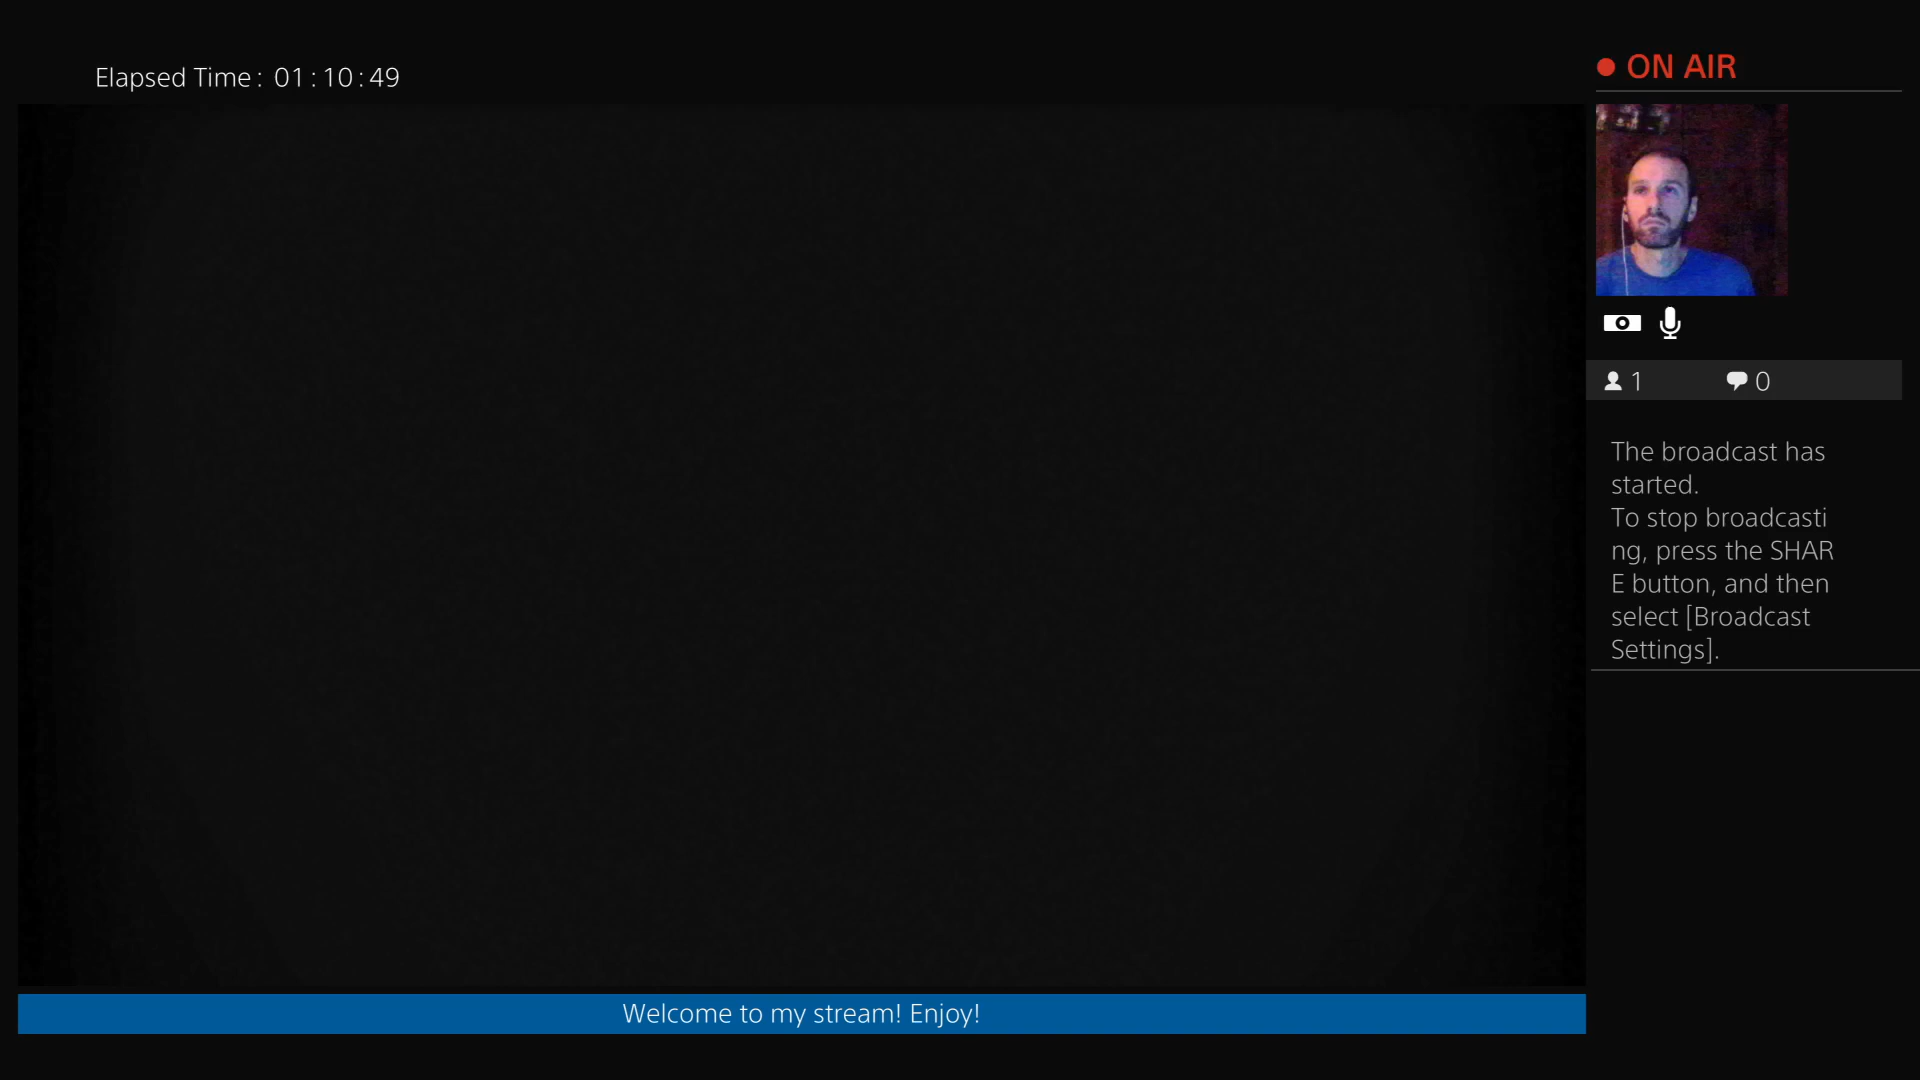 Elapsed Time: 01:10:49
ON AIR
1 0
The broadcast has
started.
To stop broadcasti
ng, press the SHAR
E button, and then
select [Broadcast
Settings].
Welcome to my stream! Enjoy!